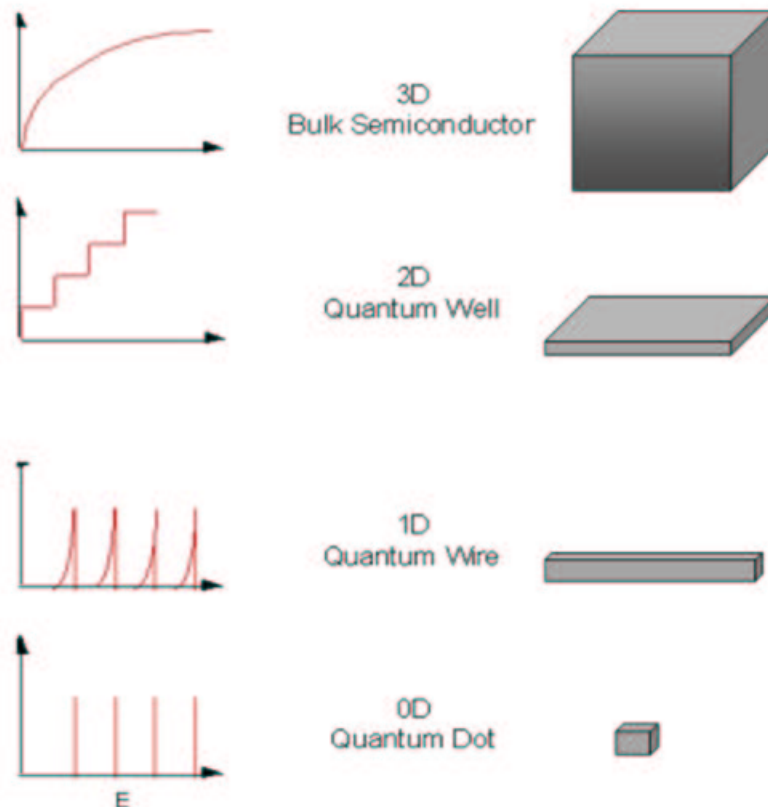 3D
Bulk Semiconductor
2D
Quantum Well
1D
Quantum Wire
0D
Quantum Dot
E